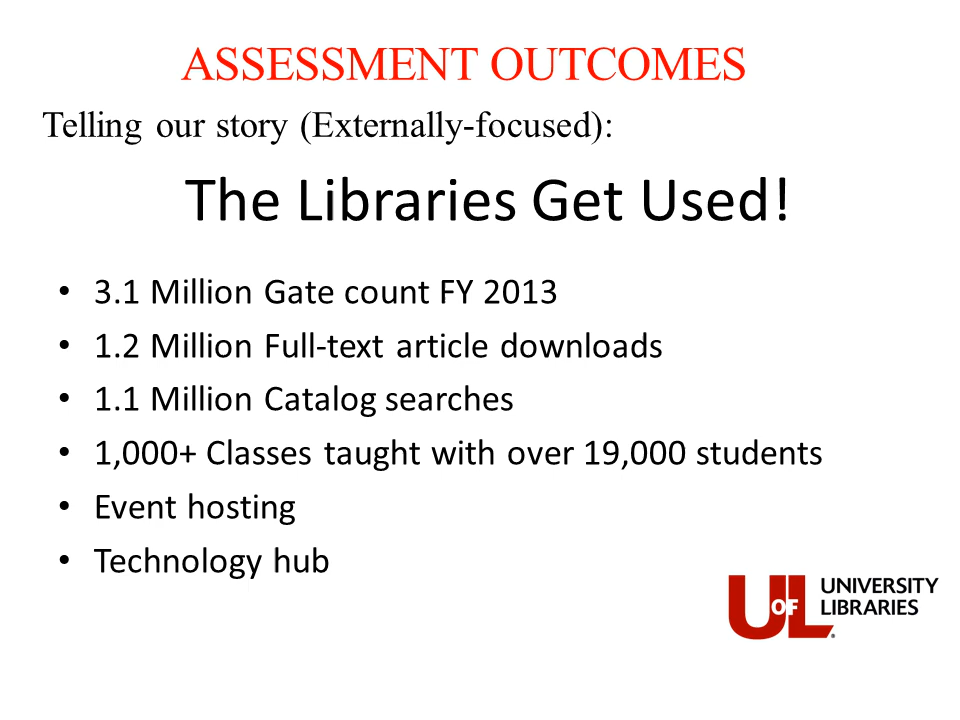 ASSESSMENT OUTCOMES
Telling our story (Externally-focused):
The Libraries Get Used!
• 3.1 Million Gate count FY 2013
• 1.2 Million Full-text article downloads
• 1.1 Million Catalog searches
• 1,000+ Classes taught with over 19,000 students
• Event hosting
• Technology hub
UOFL UNIVERSITY
LIBRARIES